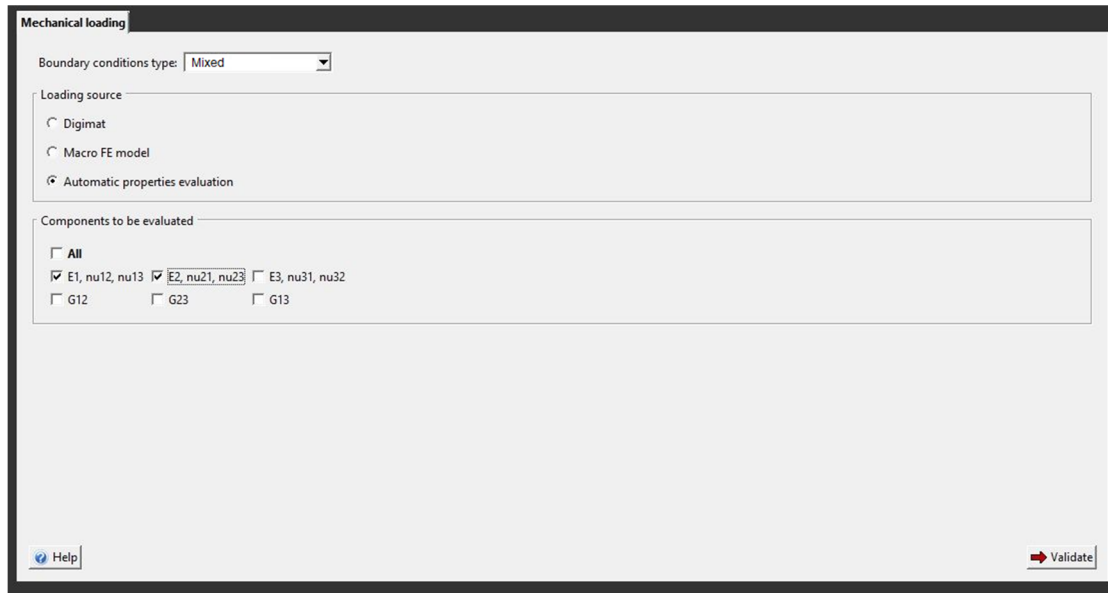 Mechanical loading
Boundary conditions type: Mixed
Loading source
Digimat
Macro FE model
Automatic properties evaluation
Components to be evaluated
All
E1, nu12, nu13 E2, nu21, nu23 E3, nu31, nu32
G12 G23 G13
Help Validate